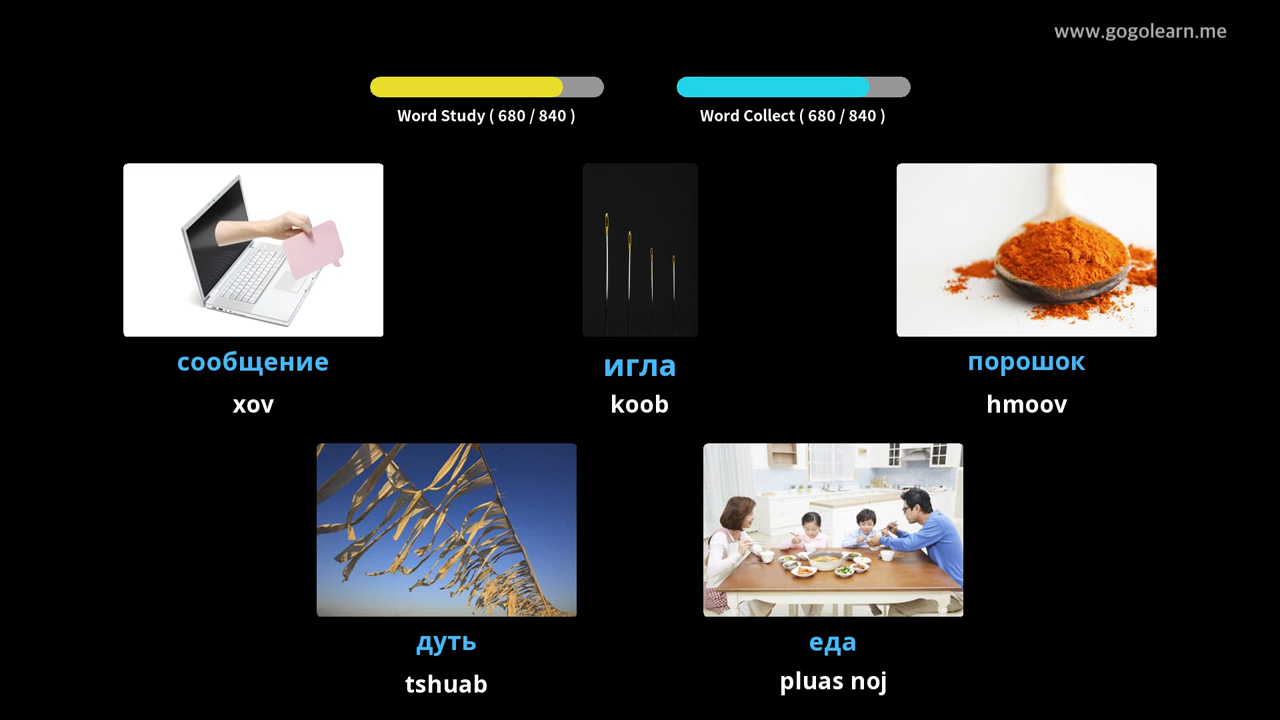 www.gogolearn.me
Word Study ( 680 / 840 )
Word Collect ( 680 / 840 )
сообщение
xov
игла
koob
порошок
hmoov
дуть
tshuab
еда
pluas noj